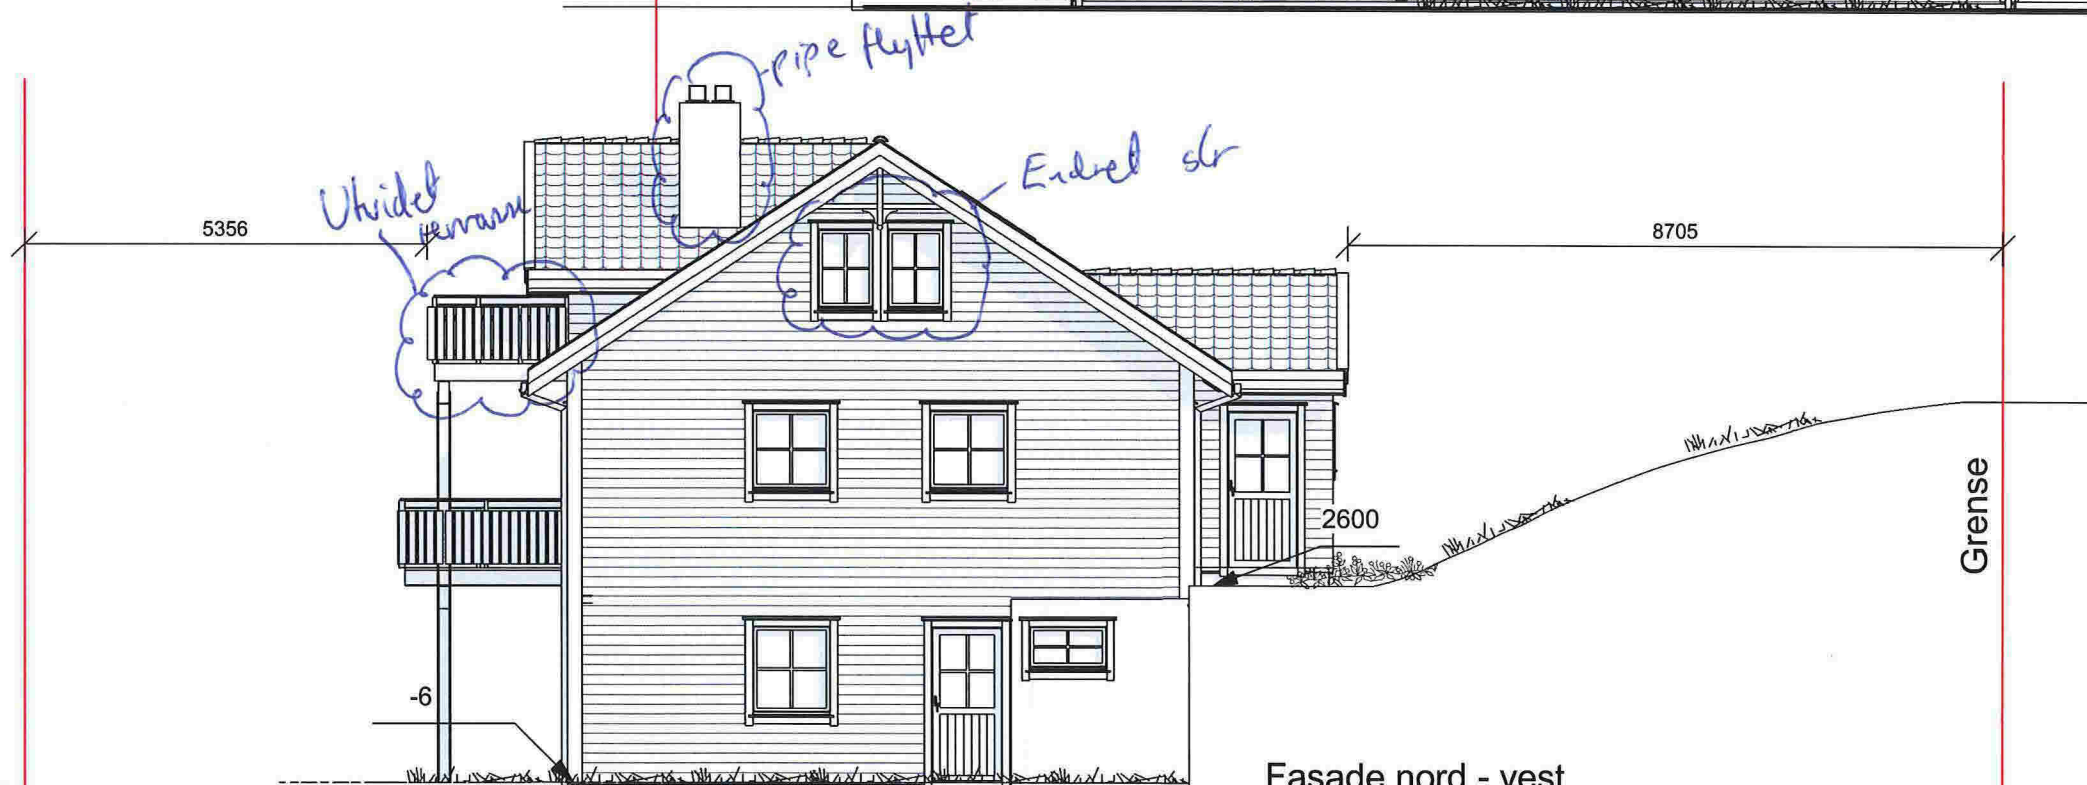 pipe flyttet
Endret str
Utvidet
terrasse
5356
8705
2600
Grense
-6
Fasade nord - vest